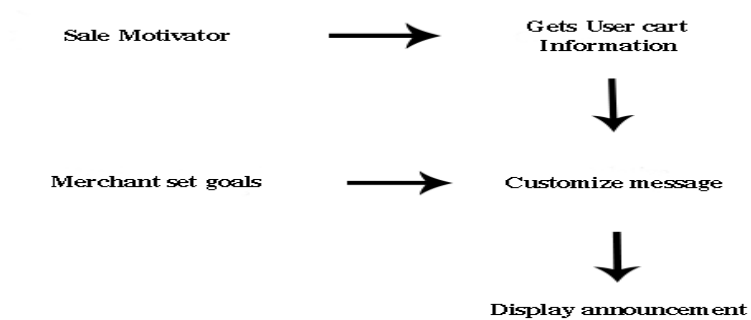 Sale Motivator
Gets User cart
Information
Merchant set goals
Customize message
Display announcement